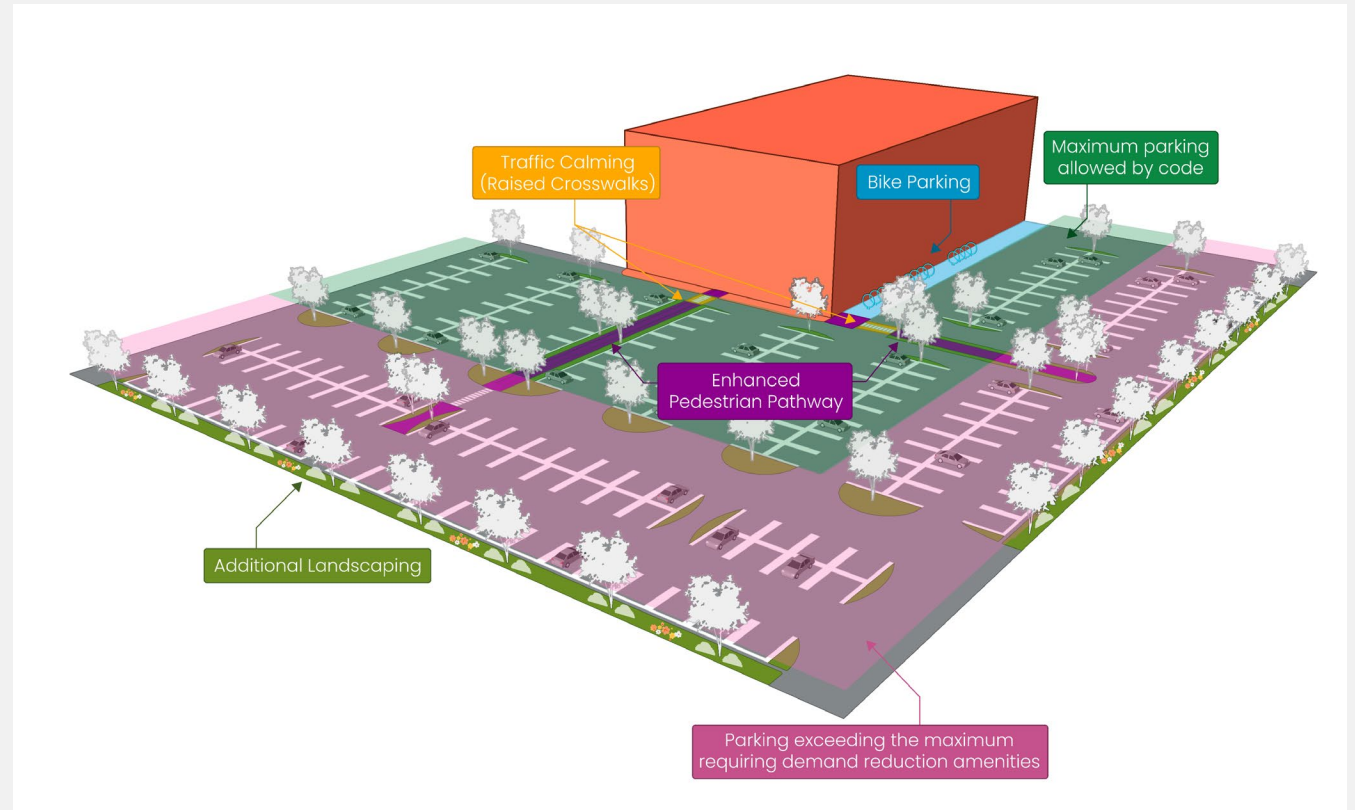 Traffic Calming
(Raised Crosswalks)
Bike Parking
Maximum parking
allowed by code
Enhanced
Pedestrian Pathway
Additional Landscaping
Parking exceeding the maximum
requiring demand reduction amenities